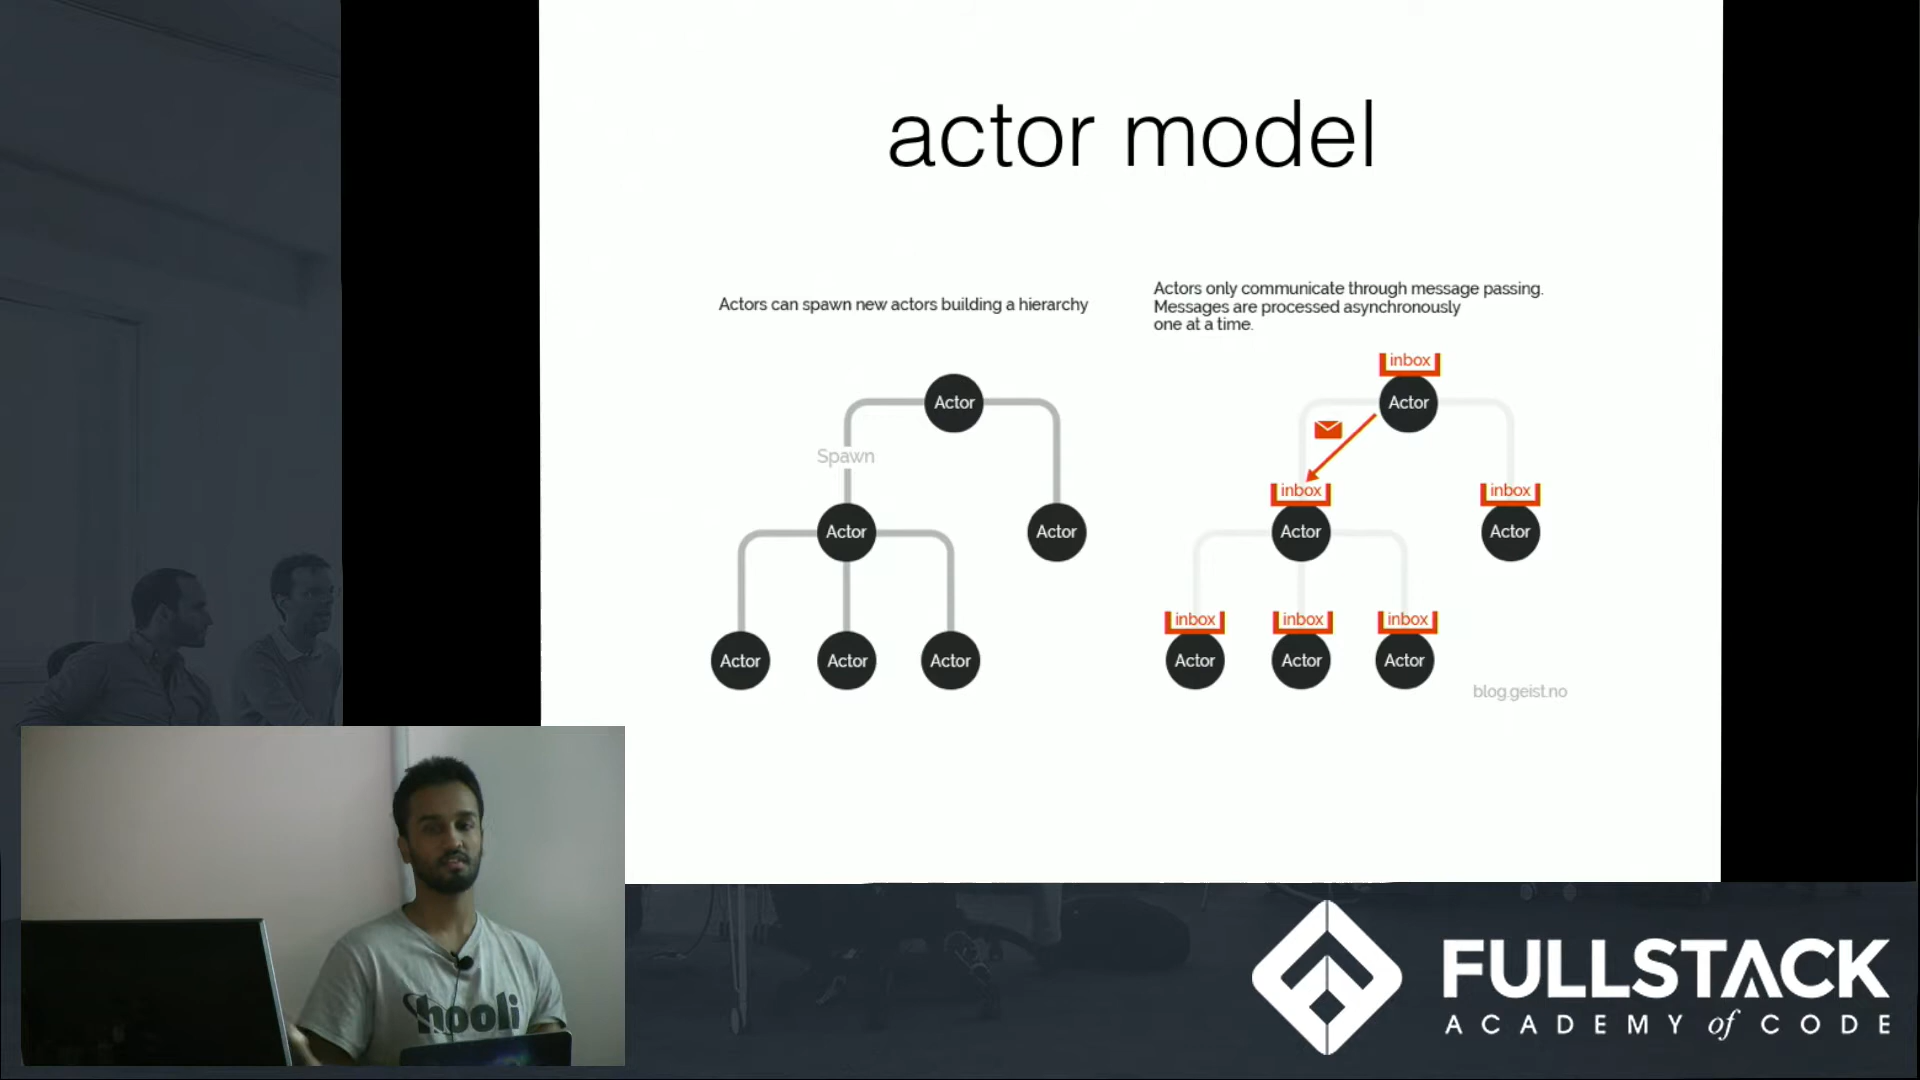 actor model
Actors can spawn new actors building a hierarchy
Actor
Spawn
Actor
Actor
Actor
Actor
Actor
Actors only communicate through message passing.
Messages are processed asynchronously
one at a time.
inbox
Actor
inbox
inbox
Actor
Actor
inbox
inbox
inbox
Actor
Actor
Actor
blog.geist.no
hooli
FULLSTACK
ACADEMY of CODE